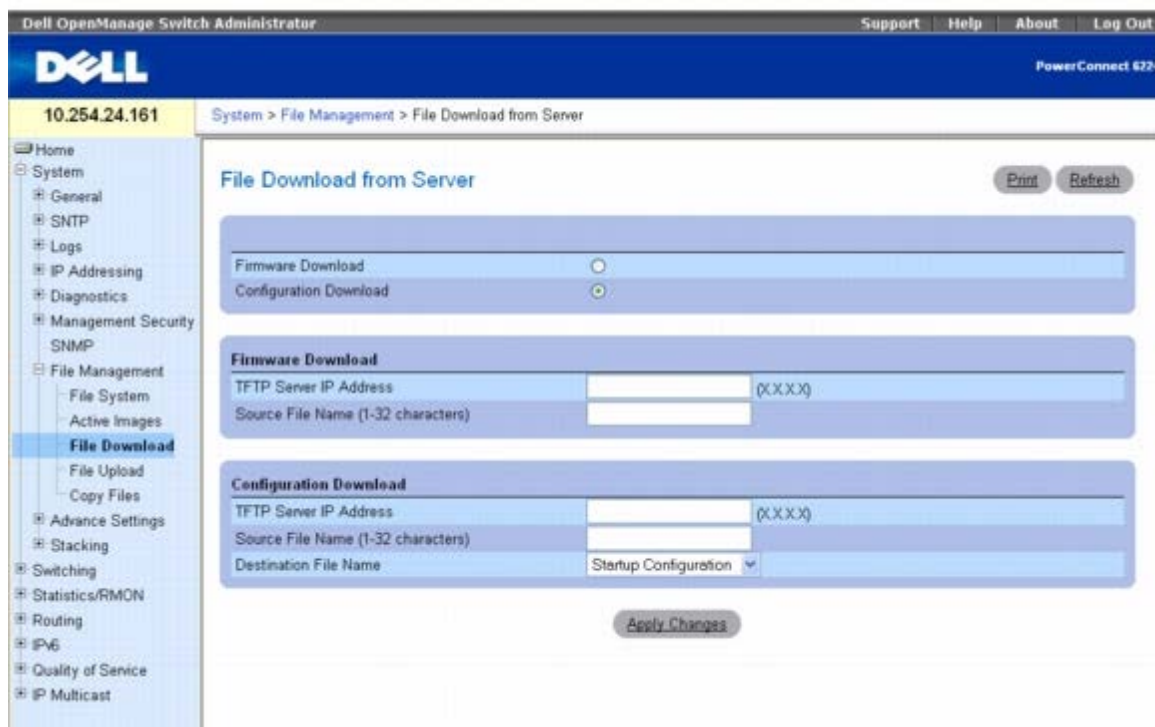 Dell OpenManage Switch Administrator
Support Help About Log Out
DELL
PowerConnect 622
10.254.24.161
System > File Management > File Download from Server
Home
System
General
SNTP
Logs
IP Addressing
Diagnostics
Management Security
SNMP
File Management
File System
Active Images
File Download
File Upload
Copy Files
Advance Settings
Stacking
Switching
Statistics/RMON
Routing
IPv6
Quality of Service
IP Multicast
File Download from Server
Print Refresh
Firmware Download
Configuration Download
Firmware Download
TFTP Server IP Address (X.X.X.X)
Source File Name (1-32 characters)
Configuration Download
TFTP Server IP Address (X.X.X.X)
Source File Name (1-32 characters)
Destination File Name Startup Configuration
Apply Changes